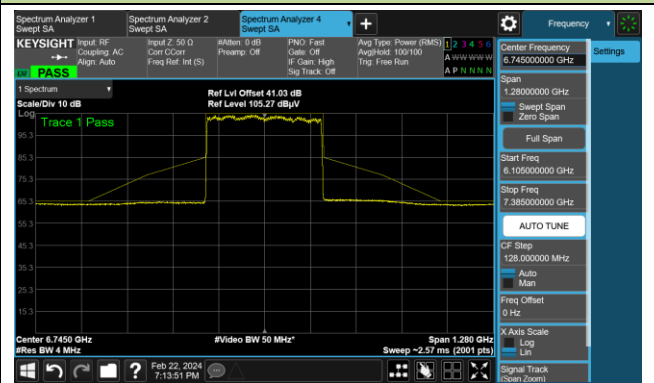 Spectrum Analyzer 1
Swept SA
Spectrum Analyzer 2
Swept SA
Spectrum Analyzer 4
Swept SA
Frequency
KEYSIGHT
Input: RF
Coupling: AC
Align: Auto
Input Z: 50 Ω
Corr CCorr
Freq Ref: Int (S)
#Atten: 0 dB
Preamp: Off
PNO: Fast
Gate: Off
IF Gain: High
Sig Track: Off
Avg Type: Power (RMS)
Avg|Hold: 100/100
Trig: Free Run
1 2 3 4 5 6
A W W W W W
A P N N N N
PASS
1 Spectrum
Scale/Div 10 dB
Ref Lvl Offset 41.03 dB
Ref Level 105.27 dBµV
Log
Trace 1 Pass
95.3
85.3
75.3
65.3
55.3
45.3
35.3
25.3
15.3
Center 6.7450 GHz
#Res BW 4 MHz
#Video BW 50 MHz*
Span 1.280 GHz
Sweep ~2.57 ms (2001 pts)
Center Frequency
6.745000000 GHz
Settings
Span
1.28000000 GHz
Swept Span
Zero Span
Full Span
Start Freq
6.105000000 GHz
Stop Freq
7.385000000 GHz
AUTO TUNE
CF Step
128.000000 MHz
Auto
Man
Freq Offset
0 Hz
X Axis Scale
Log
Lin
Signal Track
(Span Zoom)
Feb 22, 2024
7:13:51 PM